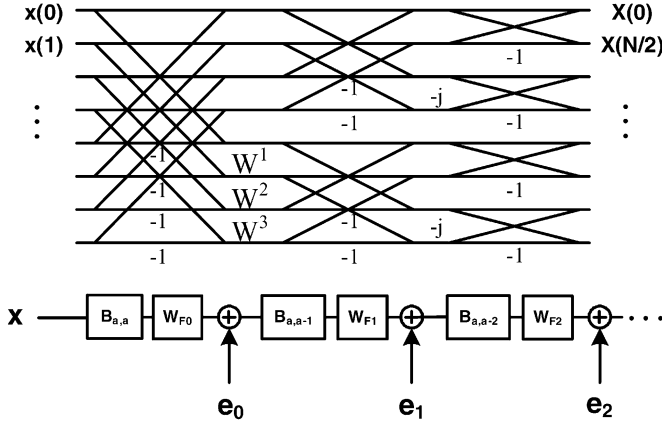 x(0) X(0)
x(1) X(N/2)
-1
-1 -j
-1 -1
⋮ ⋮
-1 W¹ -1
-1 W²
-1 W³ -1 -j
-1 -1 -1
x B_{a,a} W_{F0} + B_{a,a-1} W_{F1} + B_{a,a-2} W_{F2} + ...
e₀ e₁ e₂